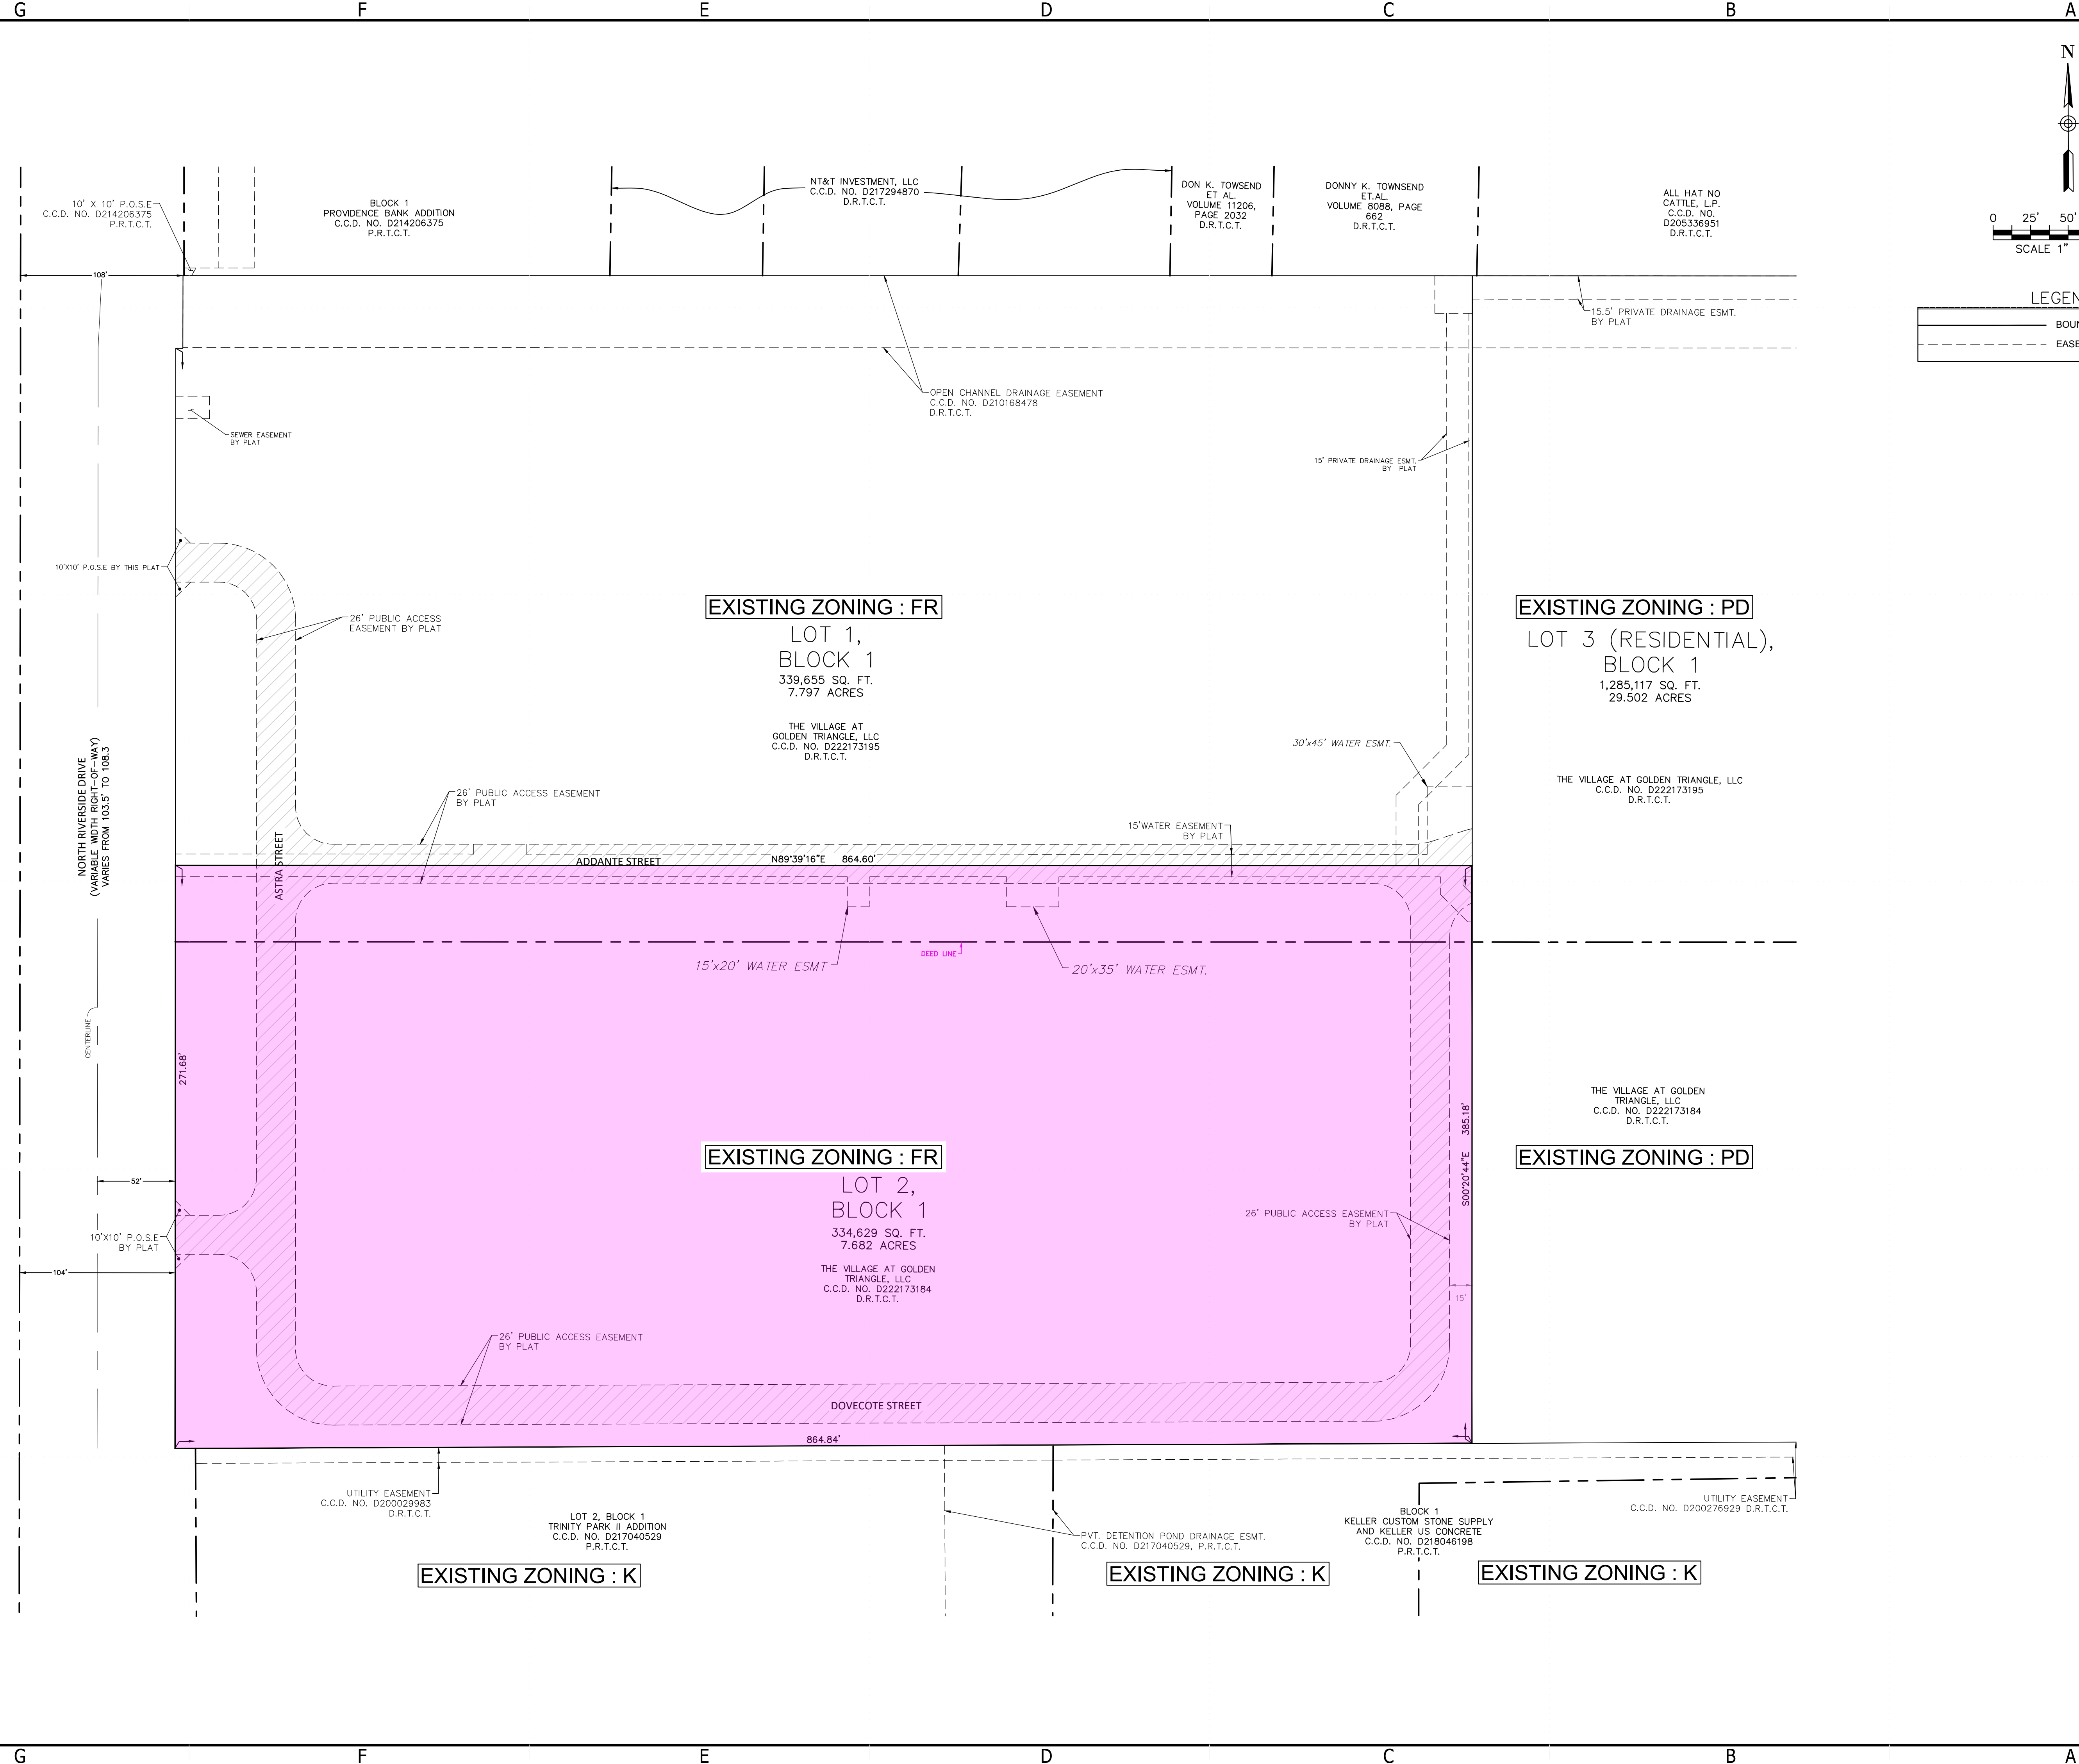 G F E D C B A
N
0 25' 50'
SCALE 1"
LEGEN
BOUN
EASE
10' X 10' P.O.S.E
C.C.D. NO. D214206375
P.R.T.C.T.
108'
BLOCK 1
PROVIDENCE BANK ADDITION
C.C.D. NO. D214206375
P.R.T.C.T.
NT&T INVESTMENT, LLC
C.C.D. NO. D217294870
D.R.T.C.T.
DON K. TOWSEND
ET AL.
VOLUME 11206,
PAGE 2032
D.R.T.C.T.
DONNY K. TOWNSEND
ET.AL.
VOLUME 8088, PAGE
662
D.R.T.C.T.
ALL HAT NO
CATTLE, L.P.
C.C.D. NO.
D205336951
D.R.T.C.T.
15.5' PRIVATE DRAINAGE ESMT.
BY PLAT
OPEN CHANNEL DRAINAGE EASEMENT
C.C.D. NO. D210168478
D.R.T.C.T.
SEWER EASEMENT
BY PLAT
15' PRIVATE DRAINAGE ESMT.
BY PLAT
10'X10' P.O.S.E BY THIS PLAT
26' PUBLIC ACCESS
EASEMENT BY PLAT
EXISTING ZONING : FR
LOT 1,
BLOCK 1
339,655 SQ. FT.
7.797 ACRES
THE VILLAGE AT
GOLDEN TRIANGLE, LLC
C.C.D. NO. D222173195
D.R.T.C.T.
EXISTING ZONING : PD
LOT 3 (RESIDENTIAL),
BLOCK 1
1,285,117 SQ. FT.
29.502 ACRES
THE VILLAGE AT GOLDEN TRIANGLE, LLC
C.C.D. NO. D222173195
D.R.T.C.T.
30'x45' WATER ESMT.
NORTH RIVERSIDE DRIVE
(VARIABLE WIDTH RIGHT-OF-WAY)
VARIES FROM 103.5' TO 108.3
26' PUBLIC ACCESS EASEMENT
BY PLAT
15'WATER EASEMENT
BY PLAT
ASTRA STREET
ADDANTE STREET
N89°39'16"E 864.60'
15'x20' WATER ESMT
DEED LINE
20'x35' WATER ESMT.
CENTERLINE
271.68'
S00°20'44"E 385.18'
THE VILLAGE AT GOLDEN
TRIANGLE, LLC
C.C.D. NO. D222173184
D.R.T.C.T.
EXISTING ZONING : PD
EXISTING ZONING : FR
LOT 2,
BLOCK 1
334,629 SQ. FT.
7.682 ACRES
THE VILLAGE AT GOLDEN
TRIANGLE, LLC
C.C.D. NO. D222173184
D.R.T.C.T.
52'
10'X10' P.O.S.E
BY PLAT
104'
26' PUBLIC ACCESS EASEMENT
BY PLAT
15'
26' PUBLIC ACCESS EASEMENT
BY PLAT
DOVECOTE STREET
864.84'
UTILITY EASEMENT
C.C.D. NO. D200029983
D.R.T.C.T.
LOT 2, BLOCK 1
TRINITY PARK II ADDITION
C.C.D. NO. D217040529
P.R.T.C.T.
PVT. DETENTION POND DRAINAGE ESMT.
C.C.D. NO. D217040529, P.R.T.C.T.
BLOCK 1
KELLER CUSTOM STONE SUPPLY
AND KELLER US CONCRETE
C.C.D. NO. D218046198
P.R.T.C.T.
UTILITY EASEMENT
C.C.D. NO. D200276929 D.R.T.C.T.
EXISTING ZONING : K
EXISTING ZONING : K
EXISTING ZONING : K
G F E D C B A